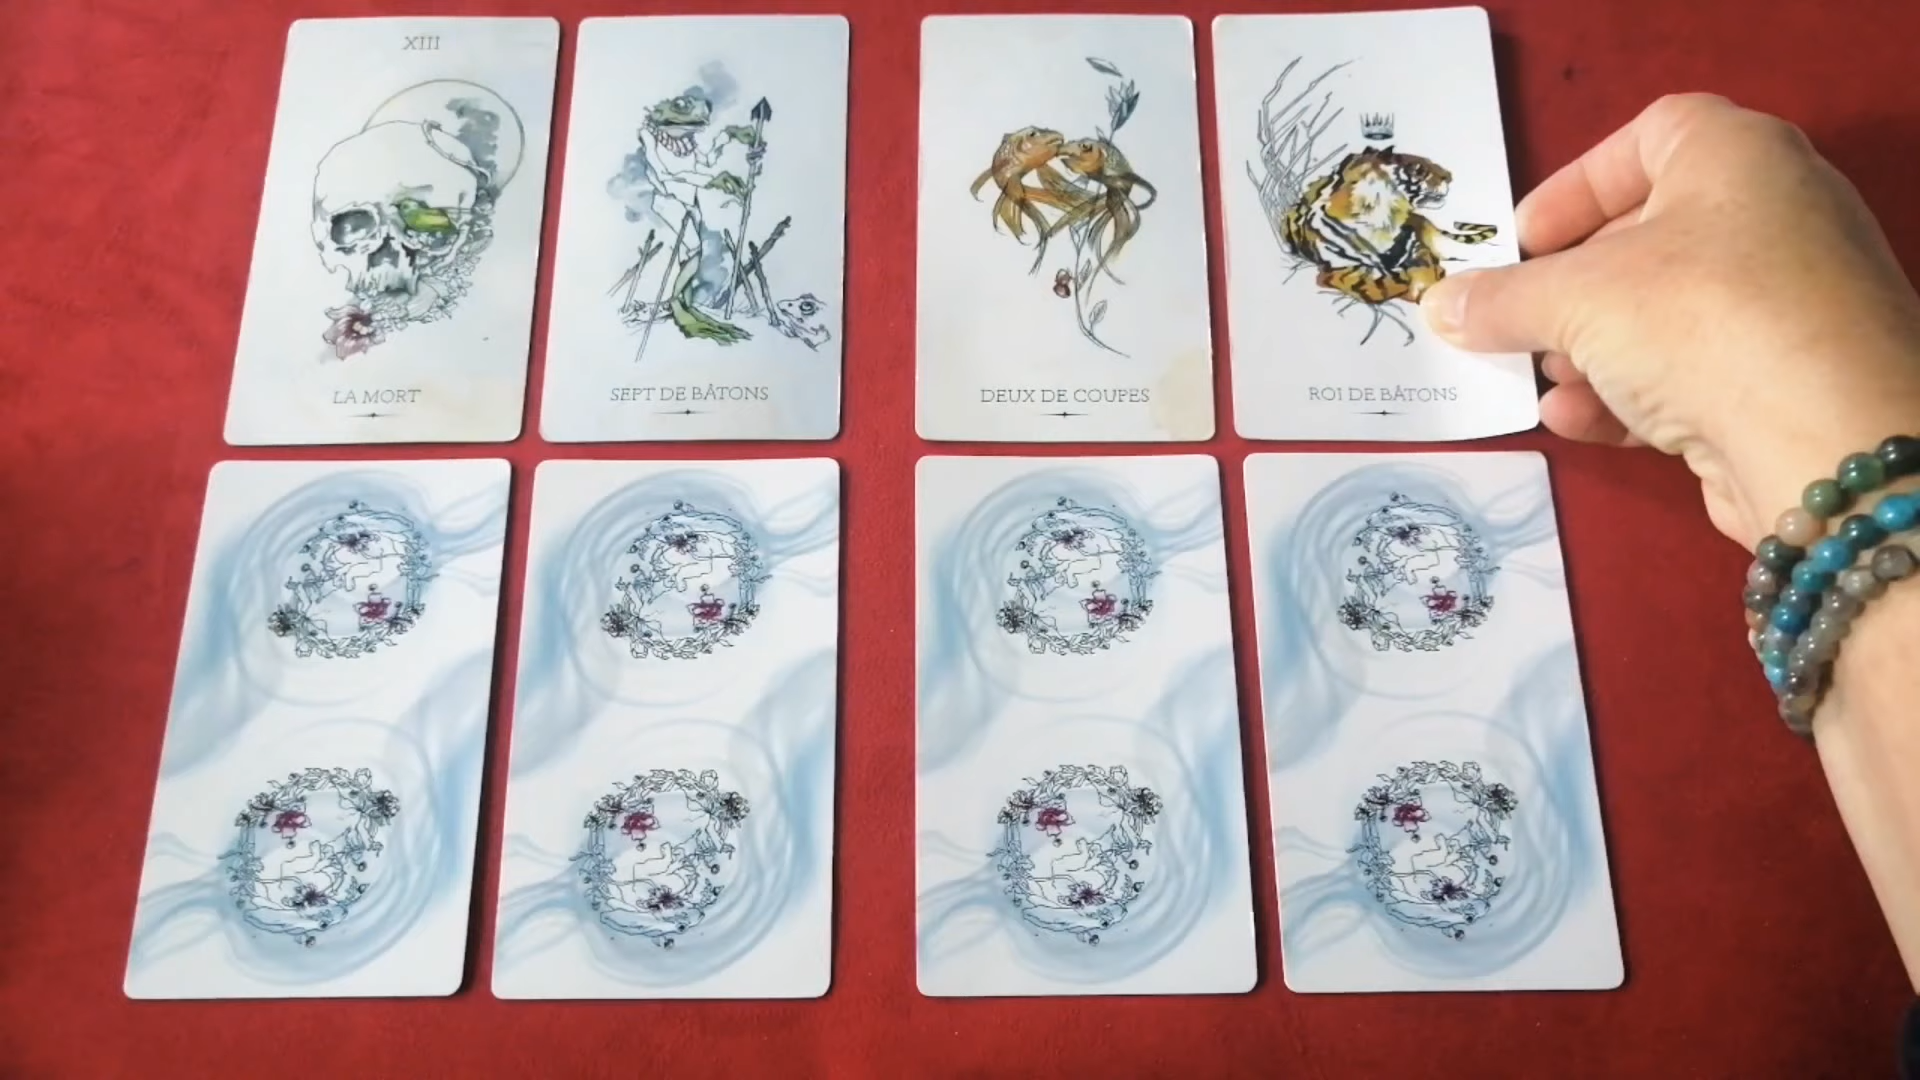 XIII
LA MORT
SEPT DE BÂTONS
DEUX DE COUPES
ROI DE BÂTONS